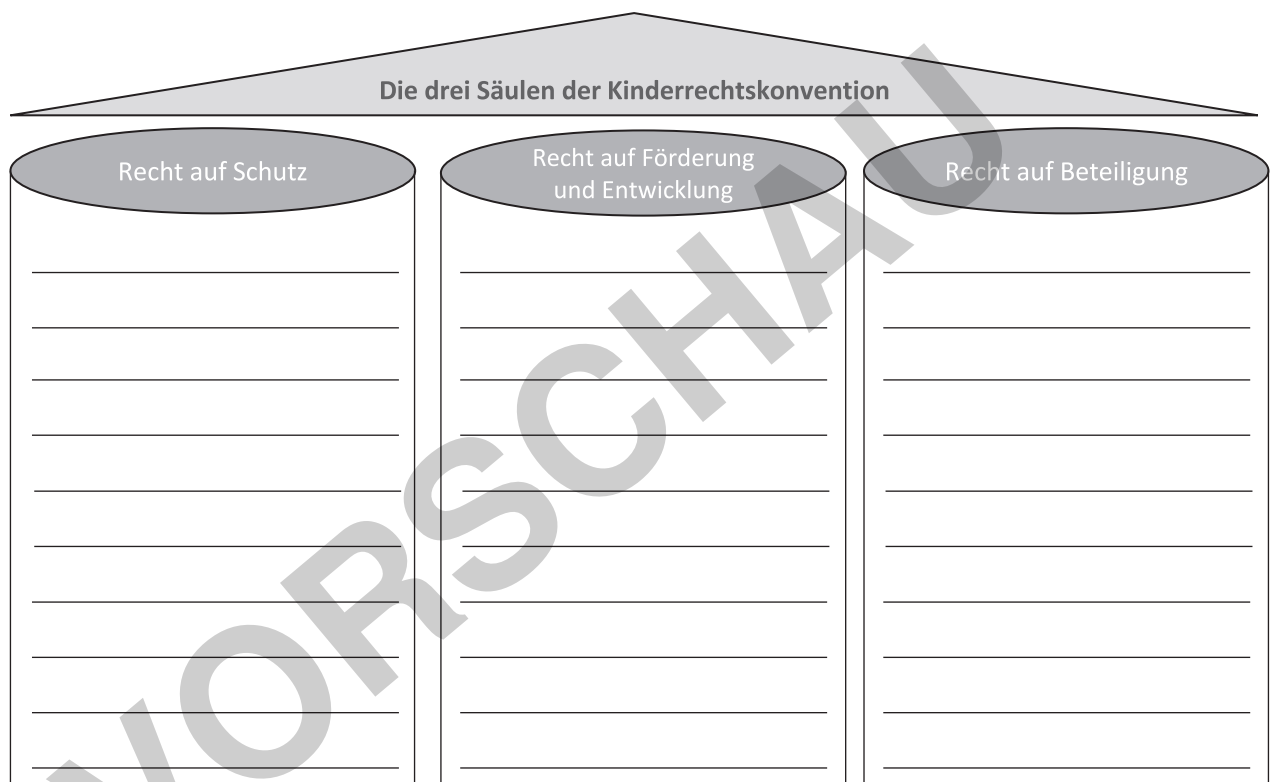 Die drei Säulen der Kinderrechtskonvention
Recht auf Schutz
Recht auf Förderung
und Entwicklung
Recht auf Beteiligung
VORSCHAU